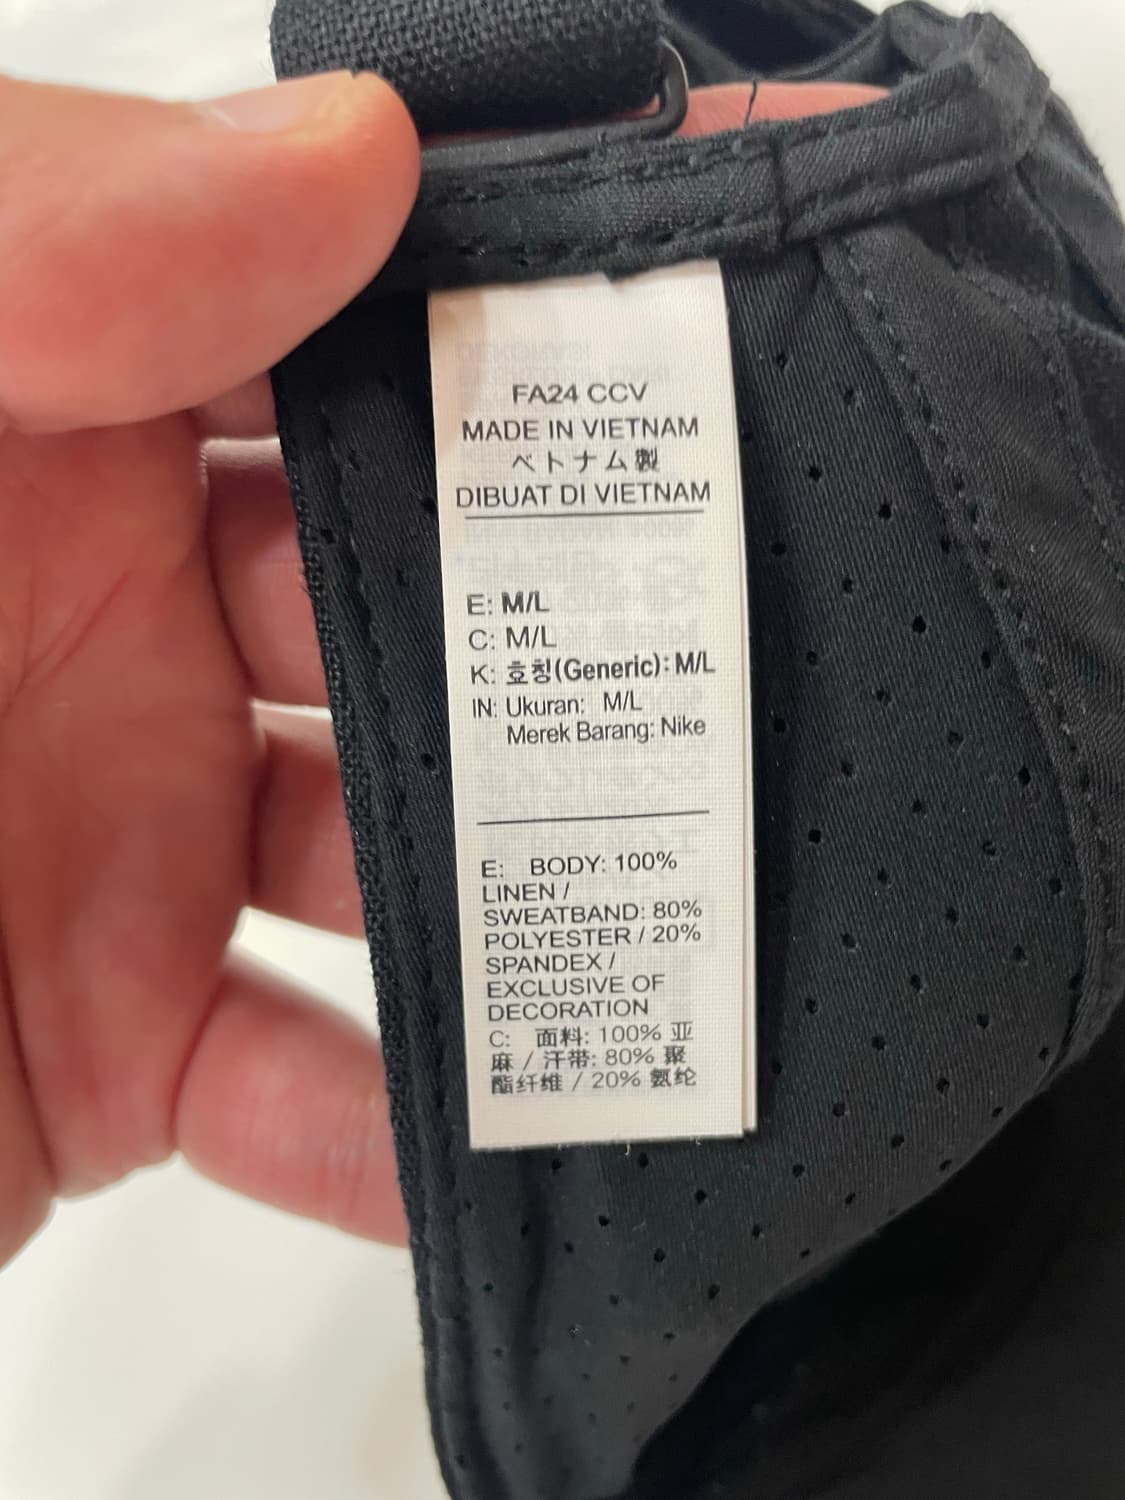 FA24 CCV
MADE IN VIETNAM
ベトナム製
DIBUAT DI VIETNAM
E: M/L
C: M/L
K: 호칭(Generic): M/L
IN: Ukuran: M/L
Merek Barang: Nike
E: BODY: 100%
LINEN /
SWEATBAND: 80%
POLYESTER / 20%
SPANDEX /
EXCLUSIVE OF
DECORATION
C: 面料: 100% 亚
麻 / 汗带: 80% 聚
酯纤维 / 20% 氨纶